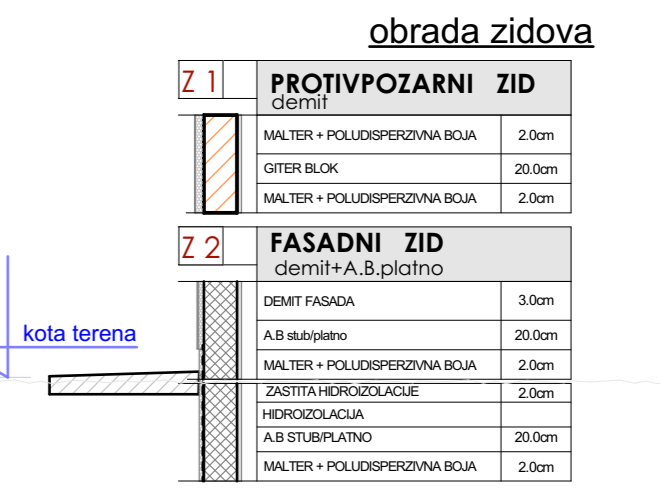 obrada zidova
Z 1
PROTIVPOZARNI ZID
demit
MALTER + POLUDISPERZIVNA BOJA 2.0cm
GITER BLOK 20.0cm
MALTER + POLUDISPERZIVNA BOJA 2.0cm
Z 2
FASADNI ZID
demit+A.B.platno
DEMIT FASADA 3.0cm
kota terena
A.B stub/platno 20.0cm
MALTER + POLUDISPERZIVNA BOJA 2.0cm
ZASTITA HIDROIZOLACIJE 2.0cm
HIDROIZOLACIJA
A.B STUB/PLATNO 20.0cm
MALTER + POLUDISPERZIVNA BOJA 2.0cm